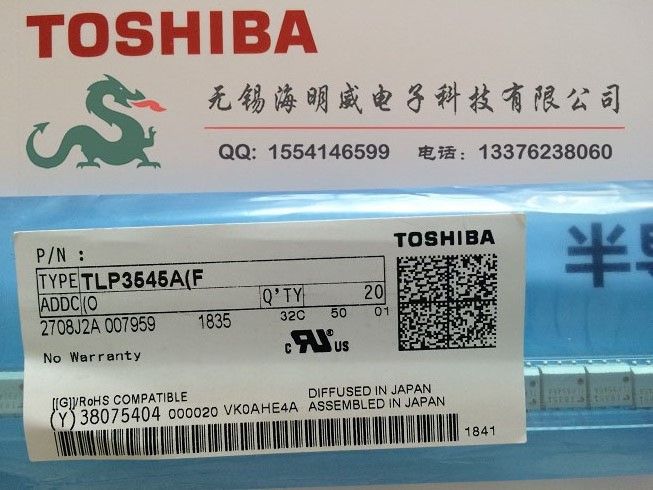 TOSHIBA
无锡海明威电子科技有限公司
QQ: 1554146599 电话: 13376238060
P/N :
TOSHIBA
TYPE TLP3545A(F
ADDC (O Q'TY 20
2708J2A 007959 1835 32C 50 01
No Warranty
c RU ® US
[[G]]/RoHS COMPATIBLE
DIFFUSED IN JAPAN
(Y) 38075404 000020 VK0AHE4A ASSEMBLED IN JAPAN
1841
半